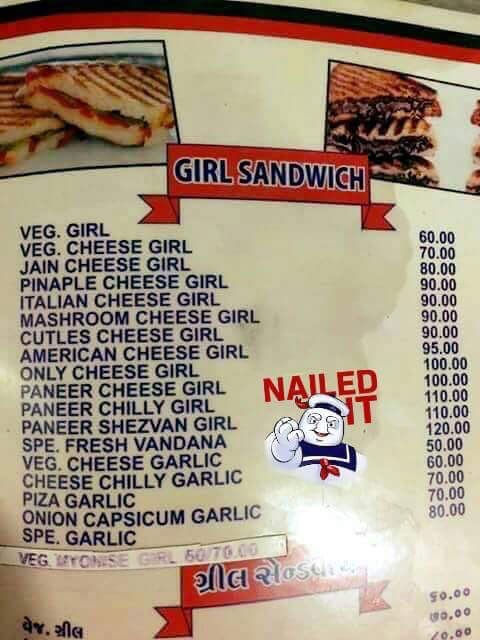 GIRL SANDWICH
VEG. GIRL 60.00
VEG. CHEESE GIRL 70.00
JAIN CHEESE GIRL 80.00
PINAPLE CHEESE GIRL 90.00
ITALIAN CHEESE GIRL 90.00
MASHROOM CHEESE GIRL 90.00
CUTLES CHEESE GIRL 90.00
AMERICAN CHEESE GIRL 95.00
ONLY CHEESE GIRL 100.00
PANEER CHEESE GIRL 100.00
PANEER CHILLY GIRL 110.00
PANEER SHEZVAN GIRL 110.00
SPE. FRESH VANDANA 120.00
VEG. CHEESE GARLIC 50.00
CHEESE CHILLY GARLIC 60.00
PIZA GARLIC 70.00
ONION CAPSICUM GARLIC 70.00
SPE. GARLIC 80.00
VEG. MYONISE GIRL 60/70.00
NAILED
IT
ગ્રીલ સેન્ડવીચ
વેજ. ગ્રીલ